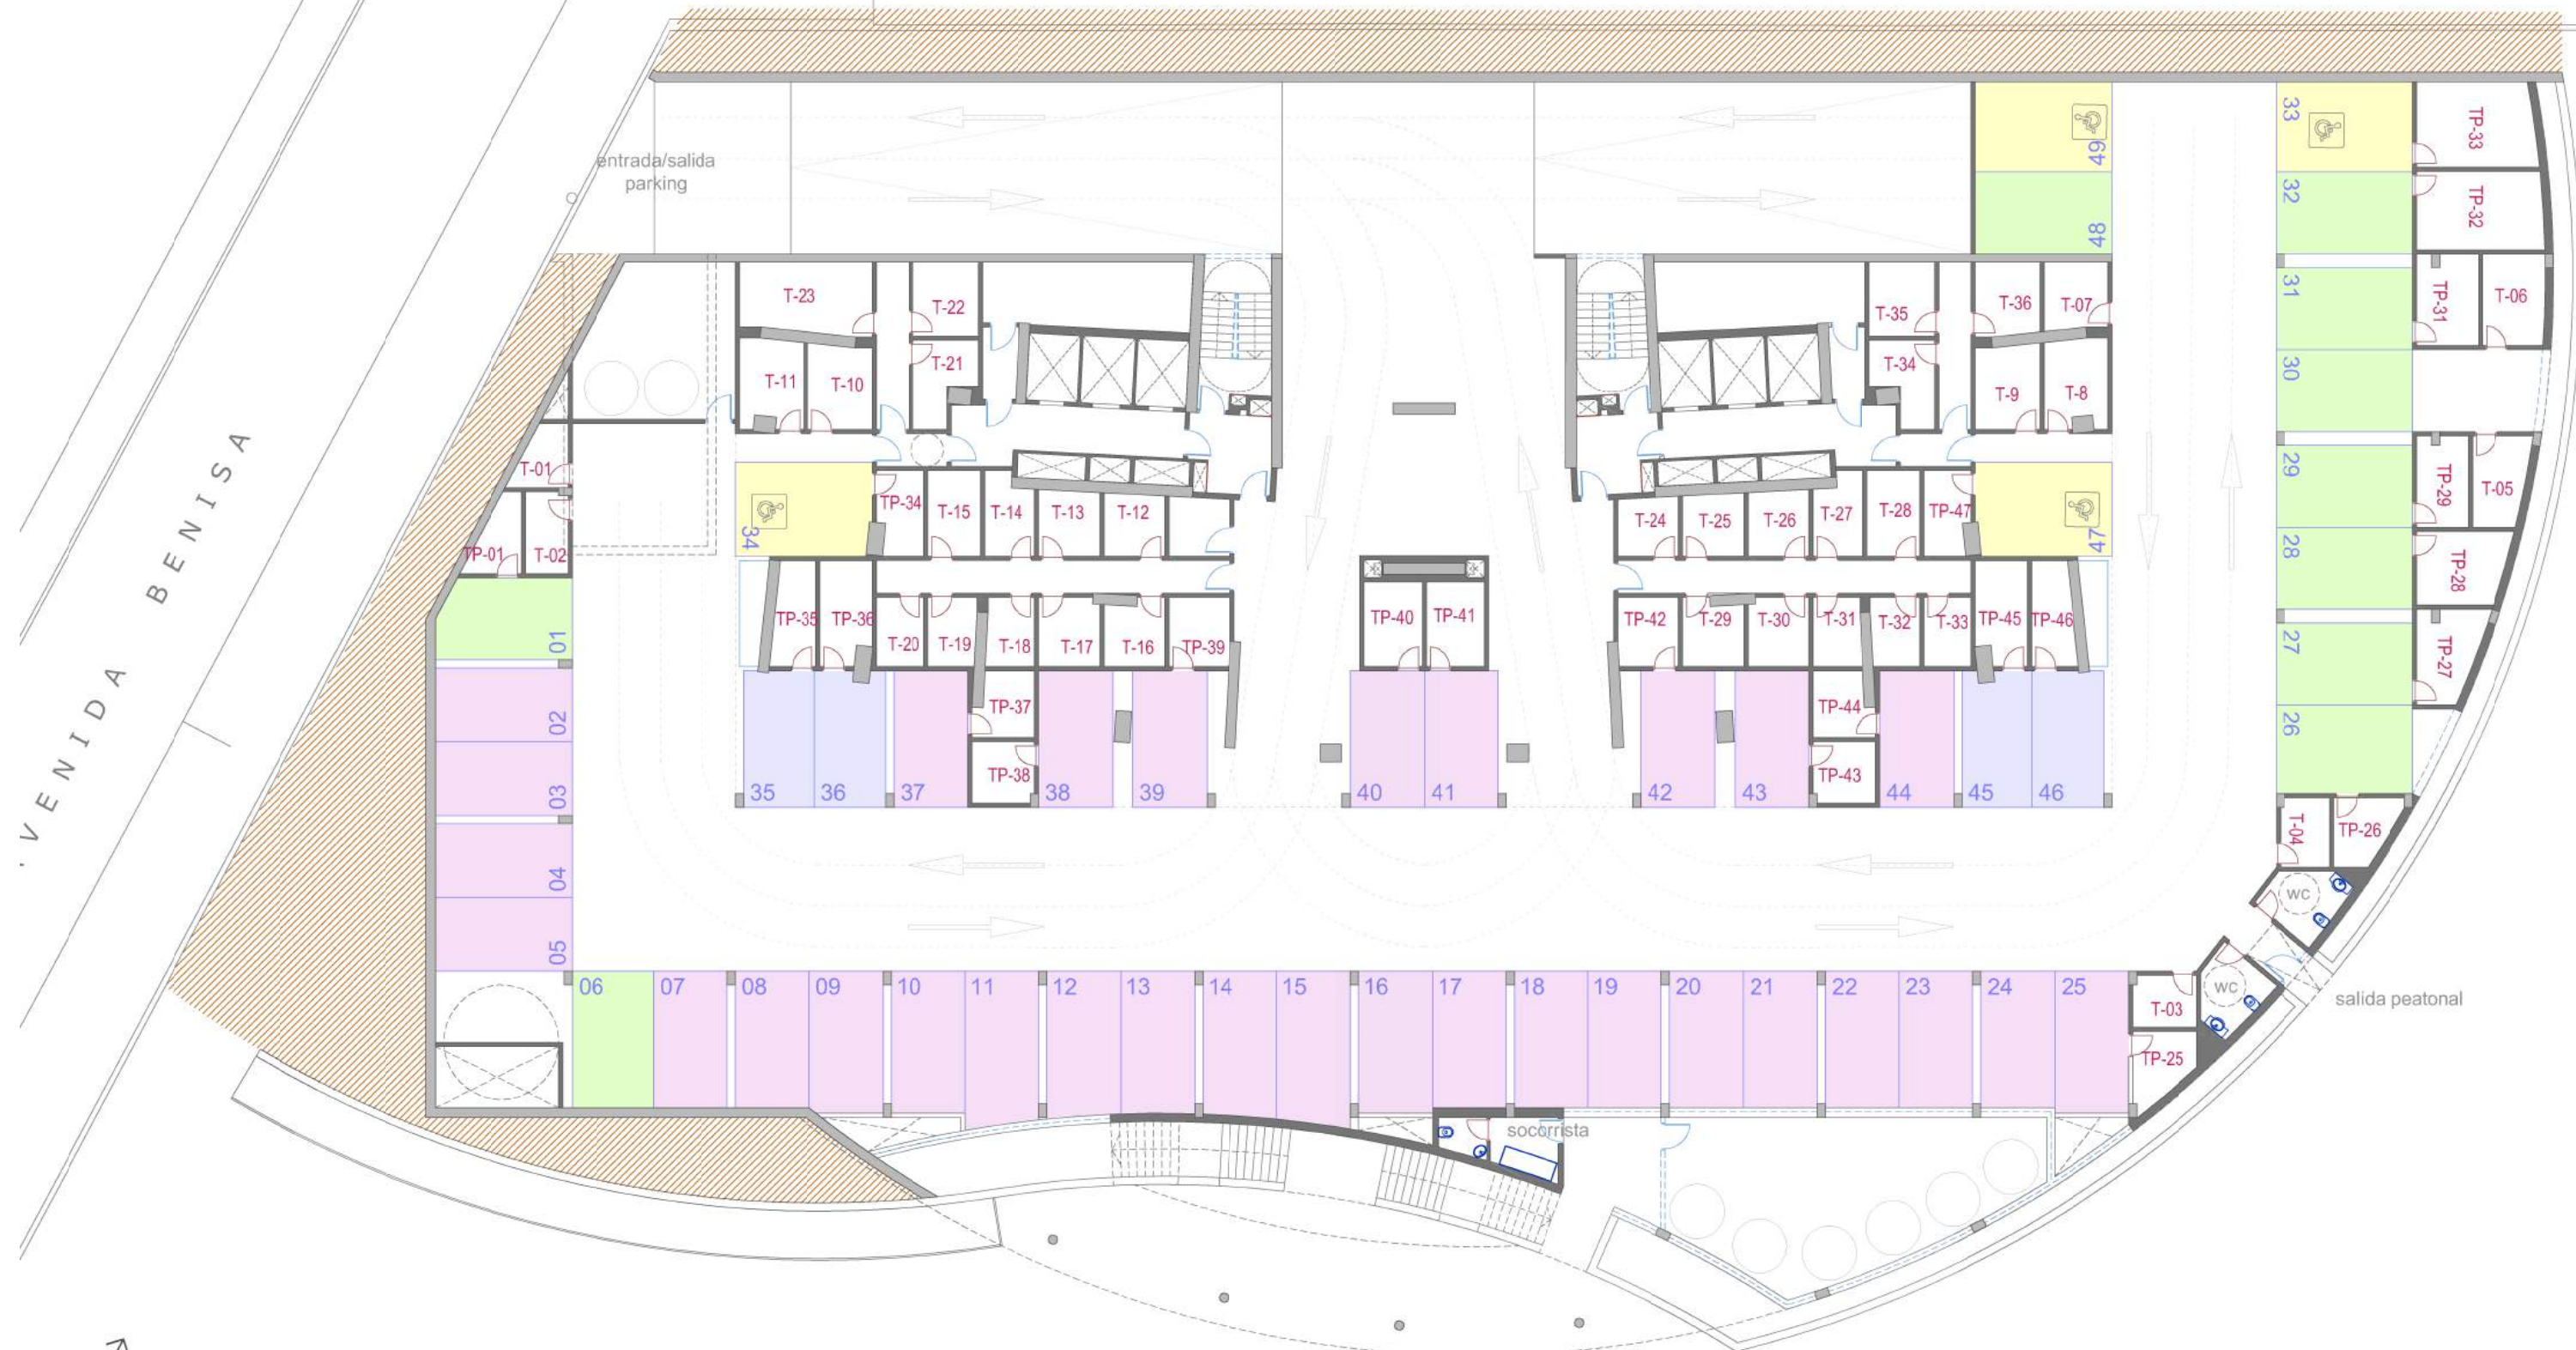 entrada/salida
parking
AVENIDA BENISA
49
48
33
32
31
30
29
28
27
26
TP-33
TP-32
TP-31
T-06
TP-29
T-05
TP-28
TP-27
T-23
T-22
T-21
T-11
T-10
T-35
T-34
T-36
T-07
T-9
T-8
T-01
TP-01
T-02
34
TP-34
T-15
T-14
T-13
T-12
T-24
T-25
T-26
T-27
T-28
TP-47
47
TP-35
TP-36
T-20
T-19
T-18
T-17
T-16
TP-39
TP-40
TP-41
TP-42
T-29
T-30
T-31
T-32
T-33
TP-45
TP-46
01
02
03
04
05
TP-37
TP-38
TP-44
TP-43
35
36
37
38
39
40
41
42
43
44
45
46
T-04
TP-26
WC
WC
T-03
TP-25
salida peatonal
06
07
08
09
10
11
12
13
14
15
16
17
18
19
20
21
22
23
24
25
socorrista